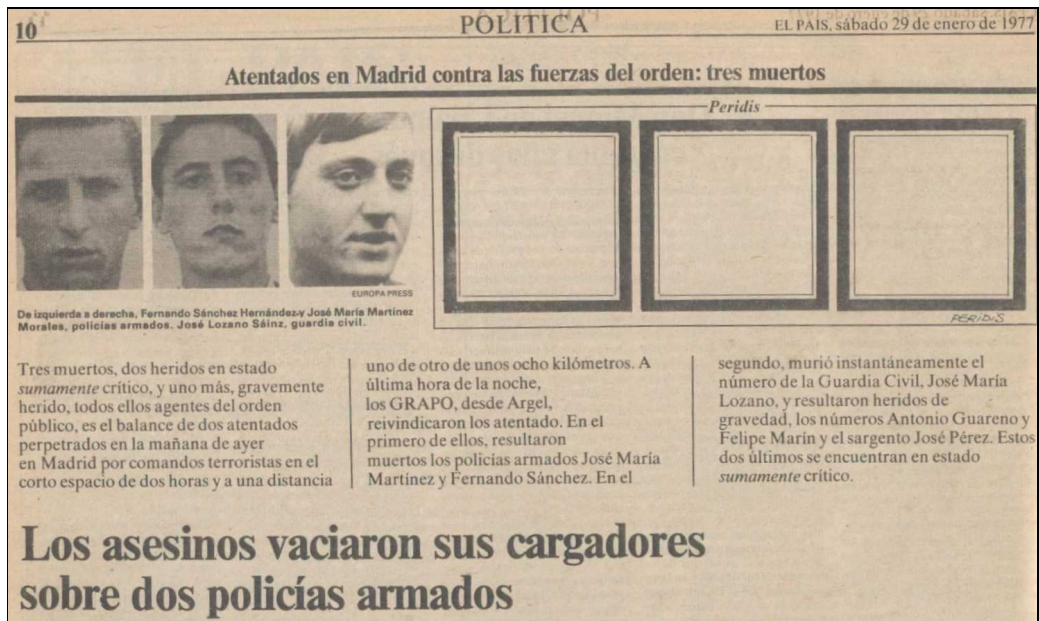 10
POLITICA
EL PAIS, sábado 29 de enero de 1977
Atentados en Madrid contra las fuerzas del orden: tres muertos
Peridis
EUROPA PRESS
De izquierda a derecha, Fernando Sánchez Hernández y José María Martínez
Morales, policías armados. José Lozano Sáinz, guardia civil.
PERIDIS
Tres muertos, dos heridos en estado
sumamente crítico, y uno más, gravemente
herido, todos ellos agentes del orden
público, es el balance de dos atentados
perpetrados en la mañana de ayer
en Madrid por comandos terroristas en el
corto espacio de dos horas y a una distancia
uno de otro de unos ocho kilómetros. A
última hora de la noche,
los GRAPO, desde Argel,
reivindicaron los atentado. En el
primero de ellos, resultaron
muertos los policías armados José María
Martínez y Fernando Sánchez. En el
segundo, murió instantáneamente el
número de la Guardia Civil, José María
Lozano, y resultaron heridos de
gravedad, los números Antonio Guareno y
Felipe Marín y el sargento José Pérez. Estos
dos últimos se encuentran en estado
sumamente crítico.
Los asesinos vaciaron sus cargadores
sobre dos policías armados